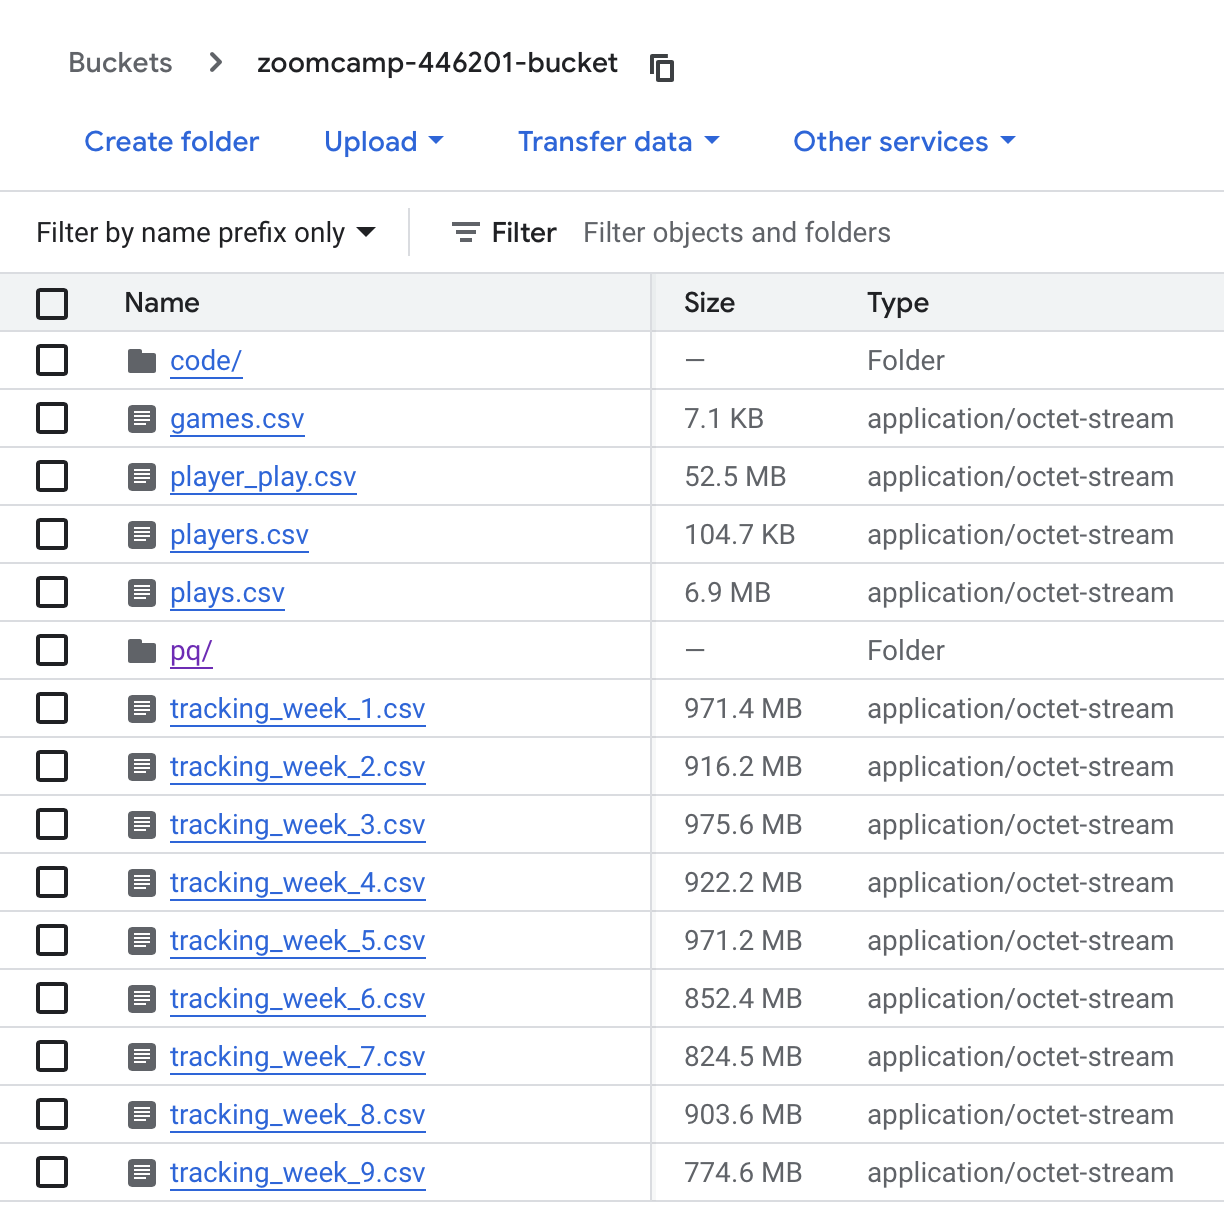 Buckets > zoomcamp-446201-bucket
Create folder Upload Transfer data Other services
Filter by name prefix only Filter Filter objects and folders
Name Size Type
code/ — Folder
games.csv 7.1 KB application/octet-stream
player_play.csv 52.5 MB application/octet-stream
players.csv 104.7 KB application/octet-stream
plays.csv 6.9 MB application/octet-stream
pq/ — Folder
tracking_week_1.csv 971.4 MB application/octet-stream
tracking_week_2.csv 916.2 MB application/octet-stream
tracking_week_3.csv 975.6 MB application/octet-stream
tracking_week_4.csv 922.2 MB application/octet-stream
tracking_week_5.csv 971.2 MB application/octet-stream
tracking_week_6.csv 852.4 MB application/octet-stream
tracking_week_7.csv 824.5 MB application/octet-stream
tracking_week_8.csv 903.6 MB application/octet-stream
tracking_week_9.csv 774.6 MB application/octet-stream